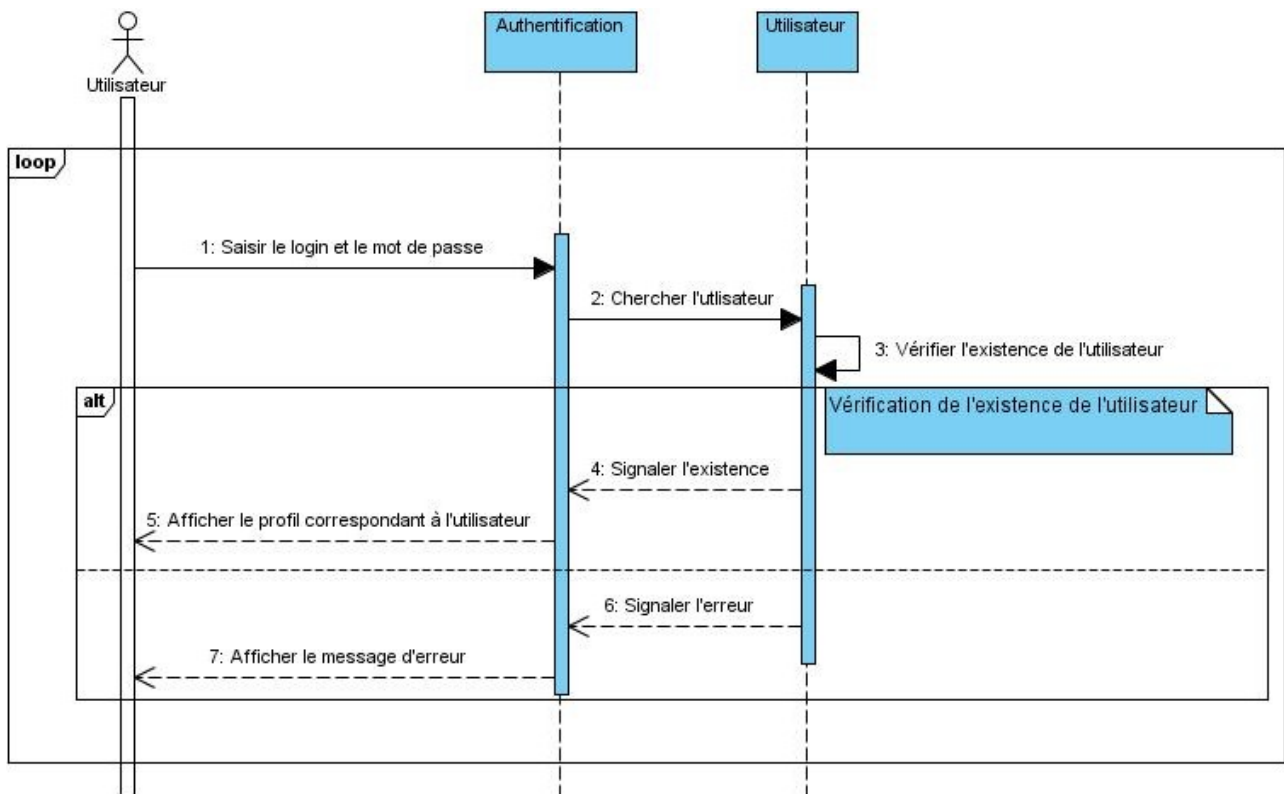 Authentification
Utilisateur
Utilisateur
loop
1: Saisir le login et le mot de passe
2: Chercher l'utlisateur
3: Vérifier l'existence de l'utilisateur
alt
Vérification de l'existence de l'utilisateur
4: Signaler l'existence
5: Afficher le profil correspondant à l'utilisateur
6: Signaler l'erreur
7: Afficher le message d'erreur